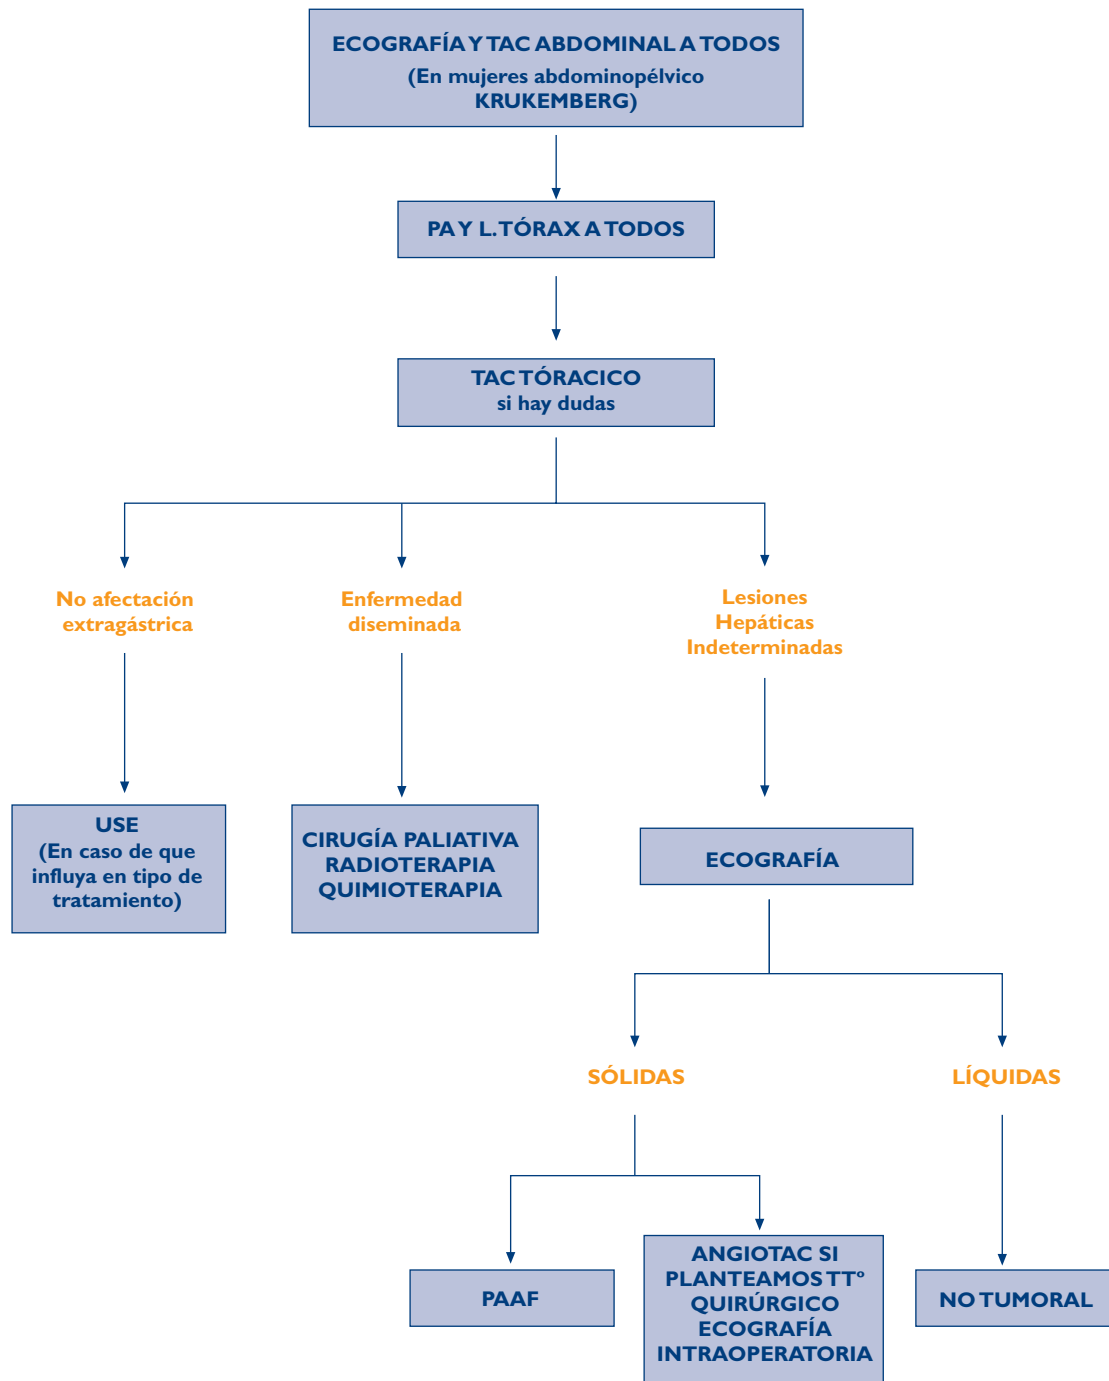 ECOGRAFÍA Y TAC ABDOMINAL A TODOS
(En mujeres abdominopélvico
KRUKEMBERG)
PA Y L. TÓRAX A TODOS
TAC TÓRACICO
si hay dudas
No afectación
extragástrica
Enfermedad
diseminada
Lesiones
Hepáticas
Indeterminadas
USE
(En caso de que
influya en tipo de
tratamiento)
CIRUGÍA PALIATIVA
RADIOTERAPIA
QUIMIOTERAPIA
ECOGRAFÍA
SÓLIDAS
LÍQUIDAS
PAAF
ANGIOTAC SI
PLANTEAMOS TTº
QUIRÚRGICO
ECOGRAFÍA
INTRAOPERATORIA
NO TUMORAL